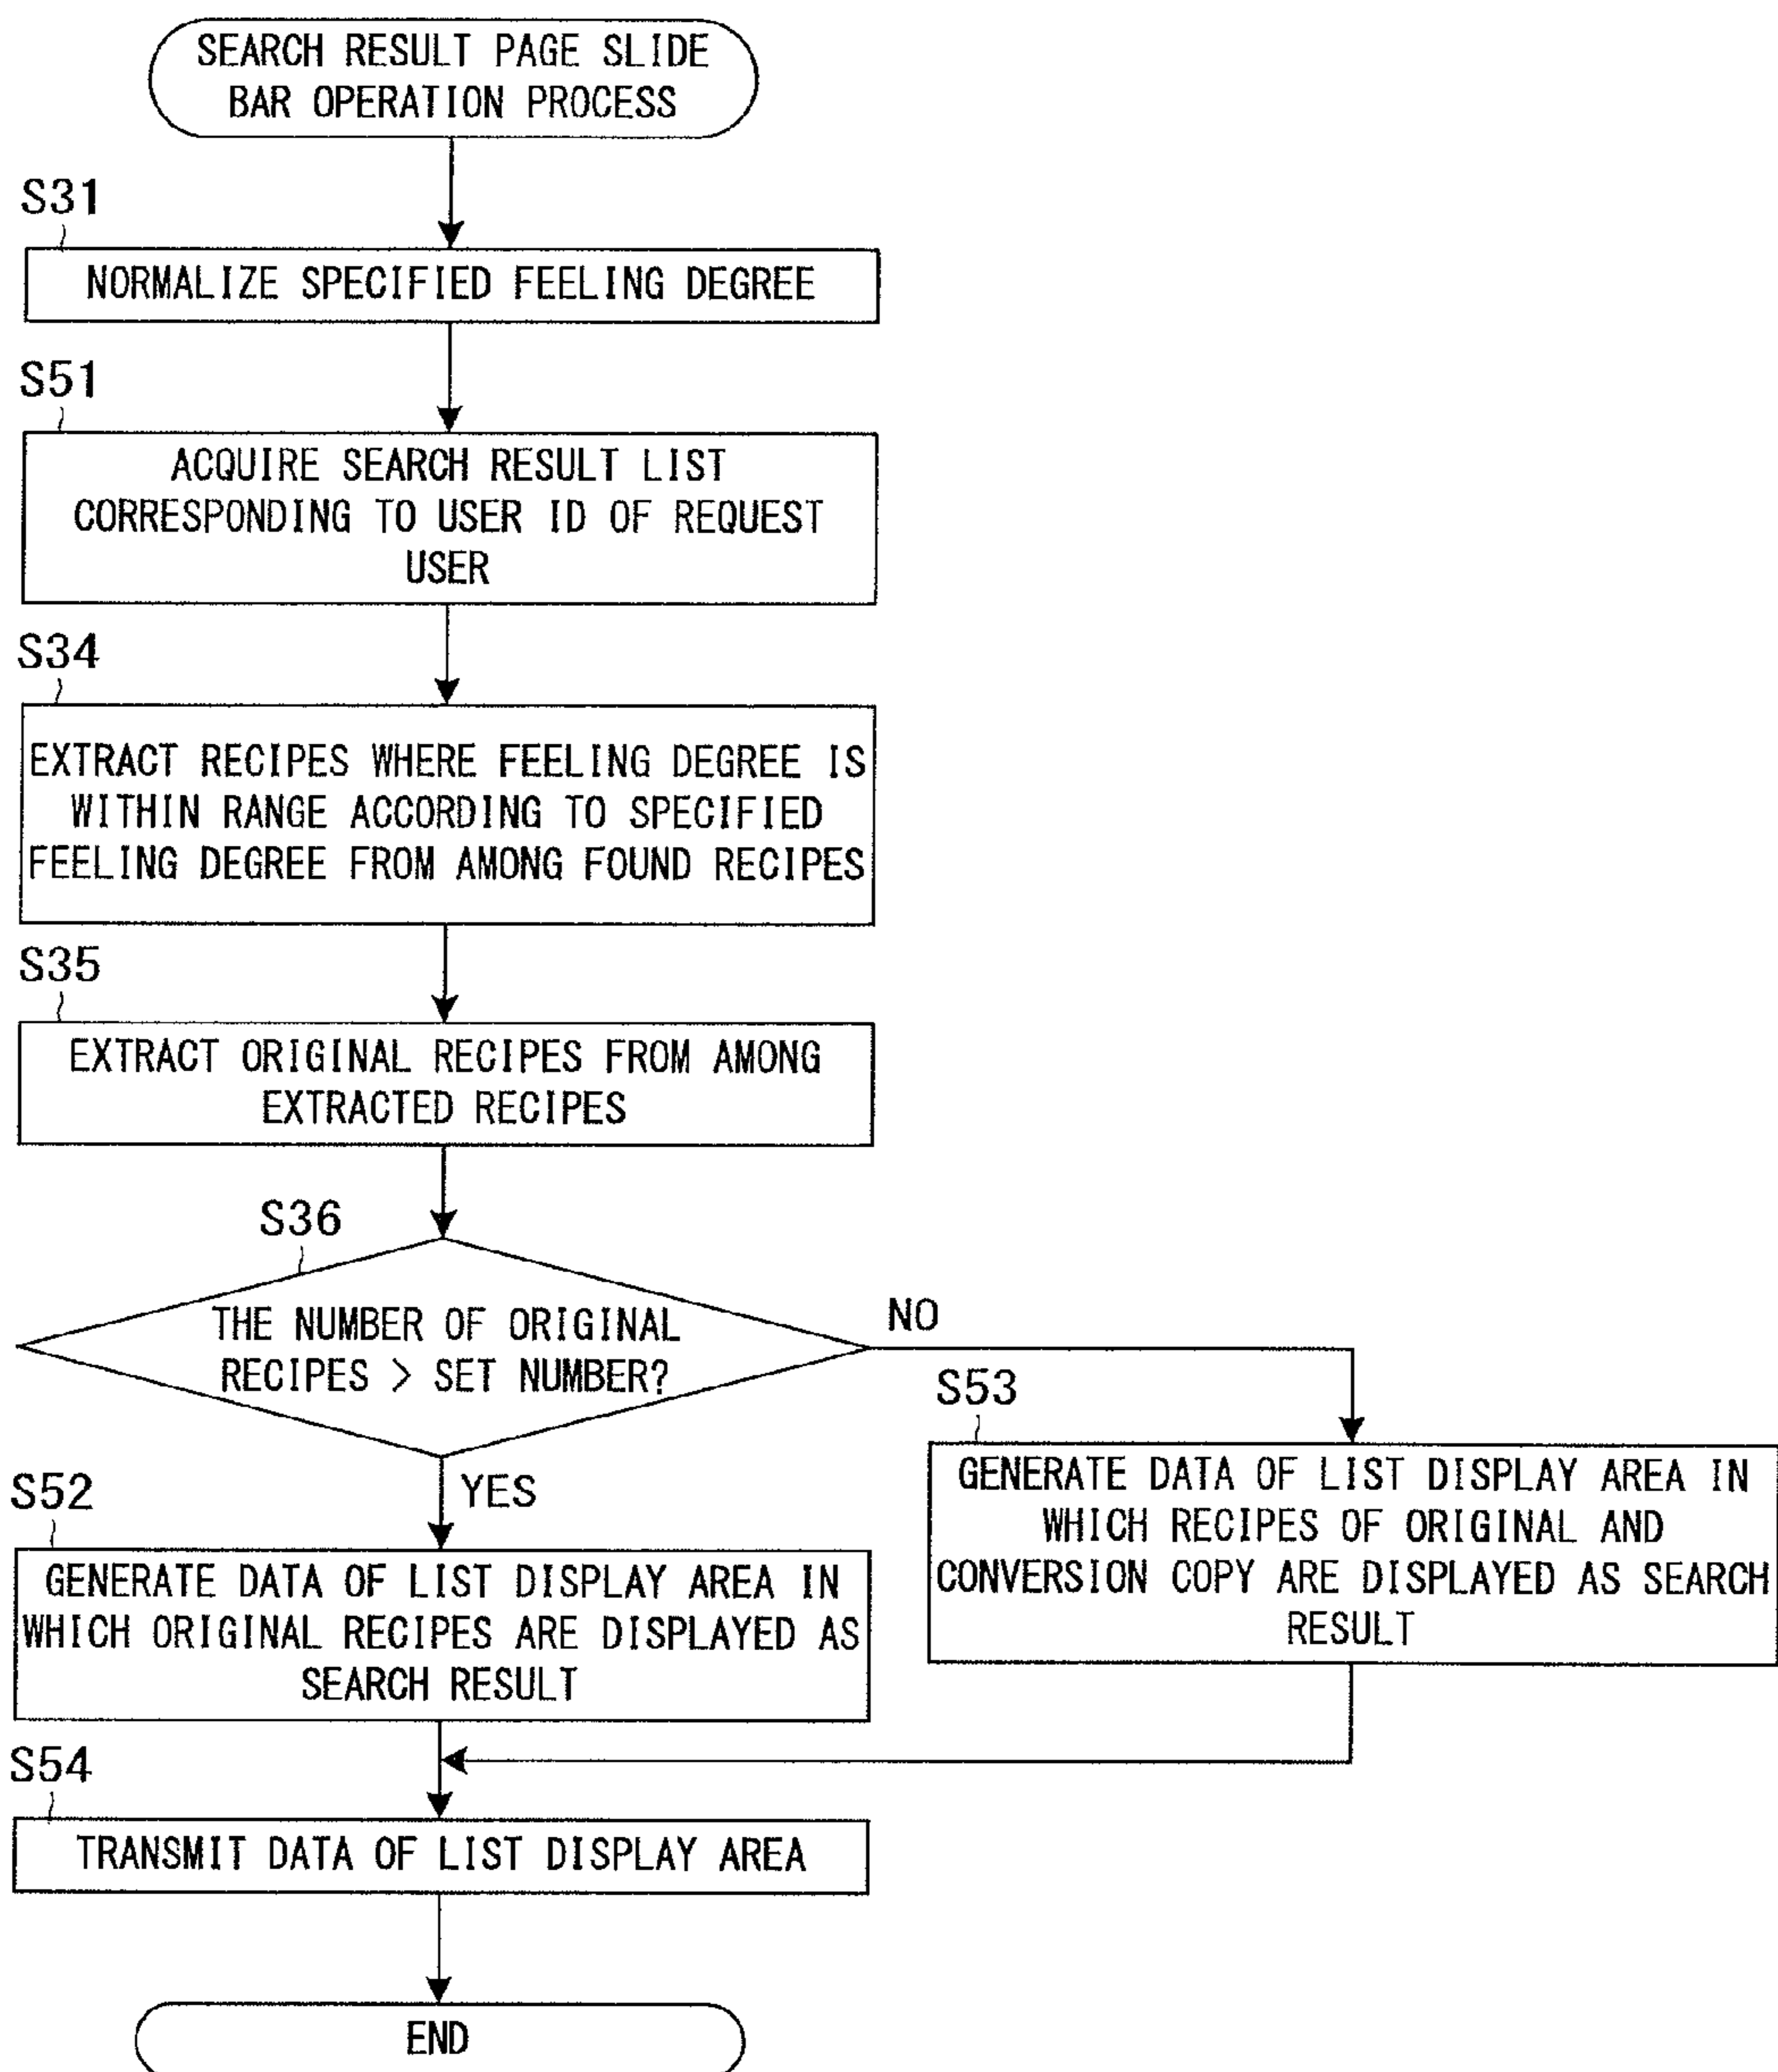 SEARCH RESULT PAGE SLIDE
BAR OPERATION PROCESS
S31
NORMALIZE SPECIFIED FEELING DEGREE
S51
ACQUIRE SEARCH RESULT LIST
CORRESPONDING TO USER ID OF REQUEST
USER
S34
EXTRACT RECIPES WHERE FEELING DEGREE IS
WITHIN RANGE ACCORDING TO SPECIFIED
FEELING DEGREE FROM AMONG FOUND RECIPES
S35
EXTRACT ORIGINAL RECIPES FROM AMONG
EXTRACTED RECIPES
S36
THE NUMBER OF ORIGINAL
RECIPES > SET NUMBER?
NO
S53
GENERATE DATA OF LIST DISPLAY AREA IN
WHICH RECIPES OF ORIGINAL AND
CONVERSION COPY ARE DISPLAYED AS SEARCH
RESULT
YES
S52
GENERATE DATA OF LIST DISPLAY AREA IN
WHICH ORIGINAL RECIPES ARE DISPLAYED AS
SEARCH RESULT
S54
TRANSMIT DATA OF LIST DISPLAY AREA
END